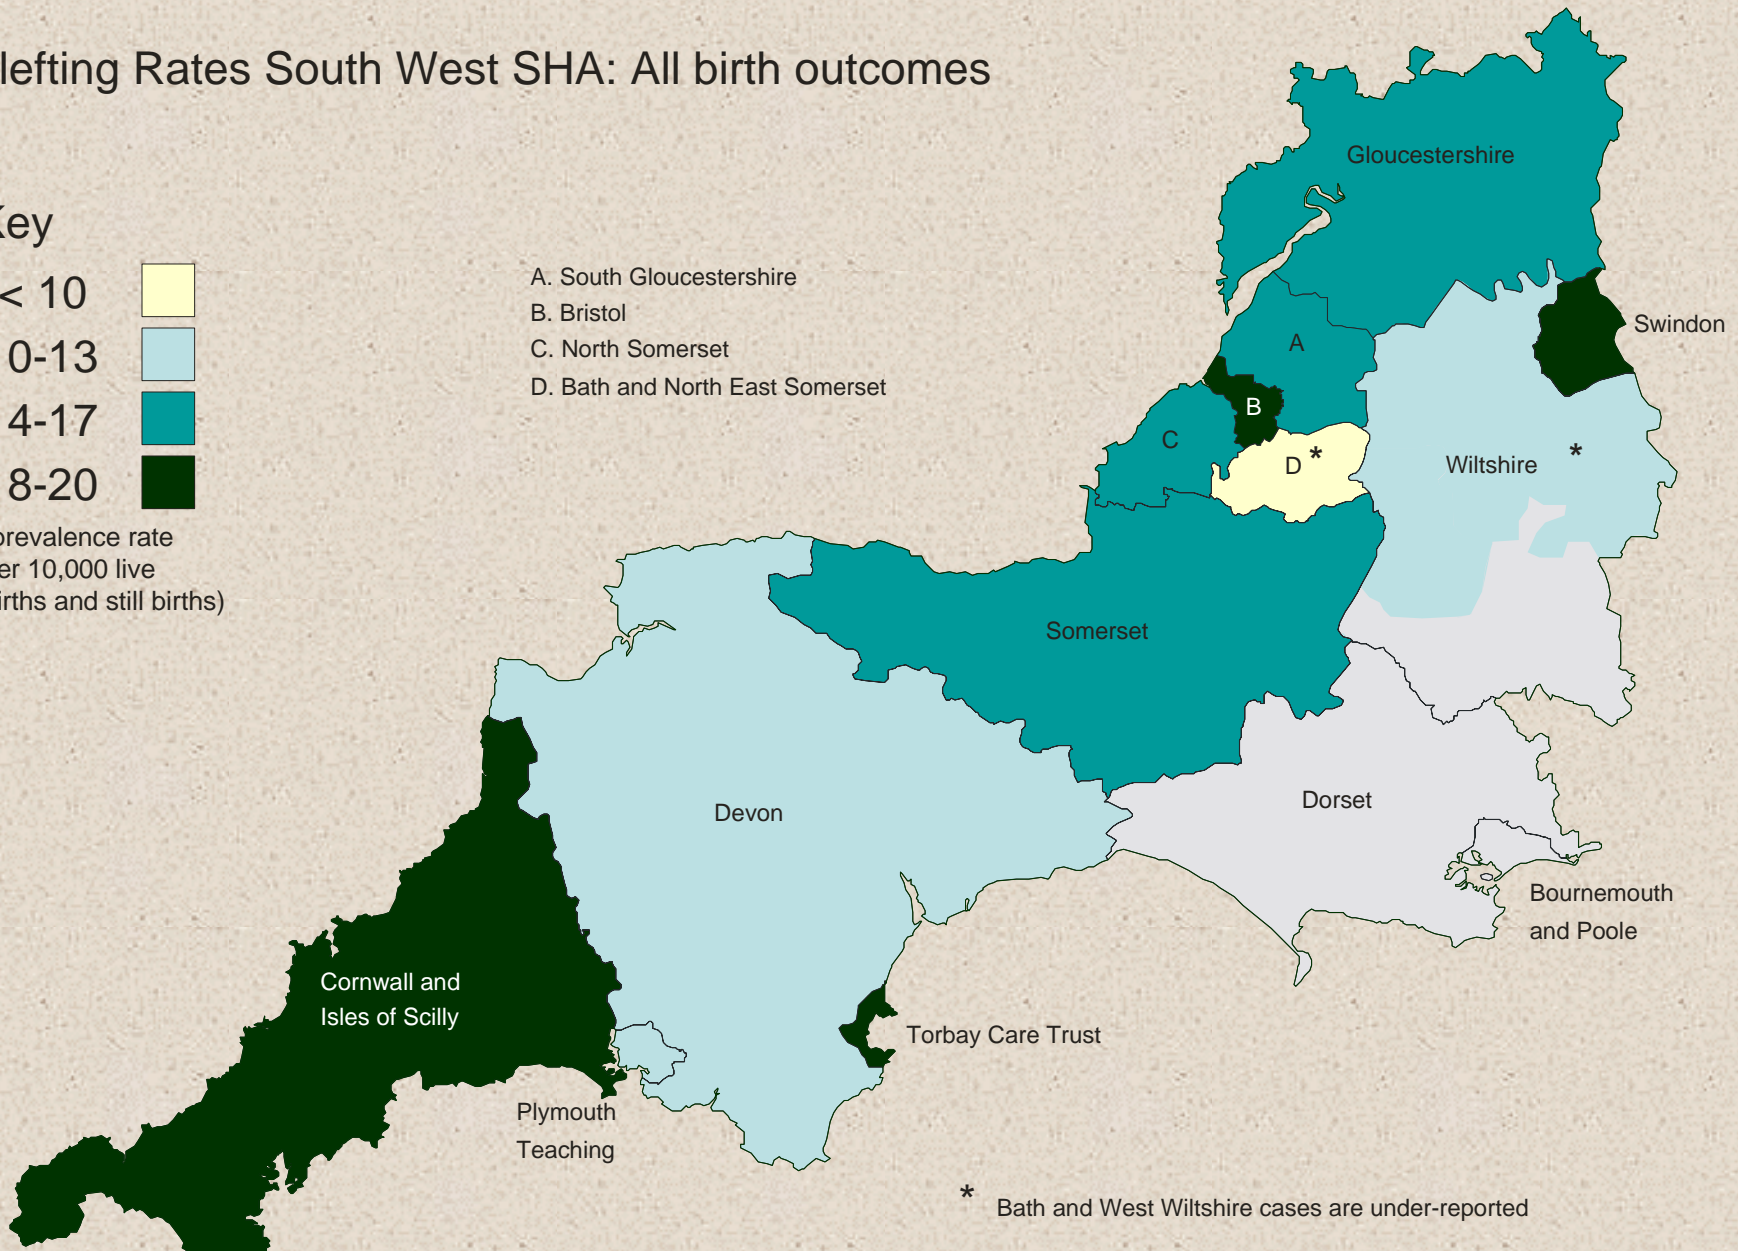 lefting Rates South West SHA: All birth outcomes
Key
< 10
0-13
4-17
8-20
prevalence rate
er 10,000 live
irths and still births)
A. South Gloucestershire
B. Bristol
C. North Somerset
D. Bath and North East Somerset
Gloucestershire
Swindon
A
B
C
D *
Wiltshire *
Somerset
Devon
Dorset
Bournemouth
and Poole
Cornwall and
Isles of Scilly
Torbay Care Trust
Plymouth
Teaching
* Bath and West Wiltshire cases are under-reported